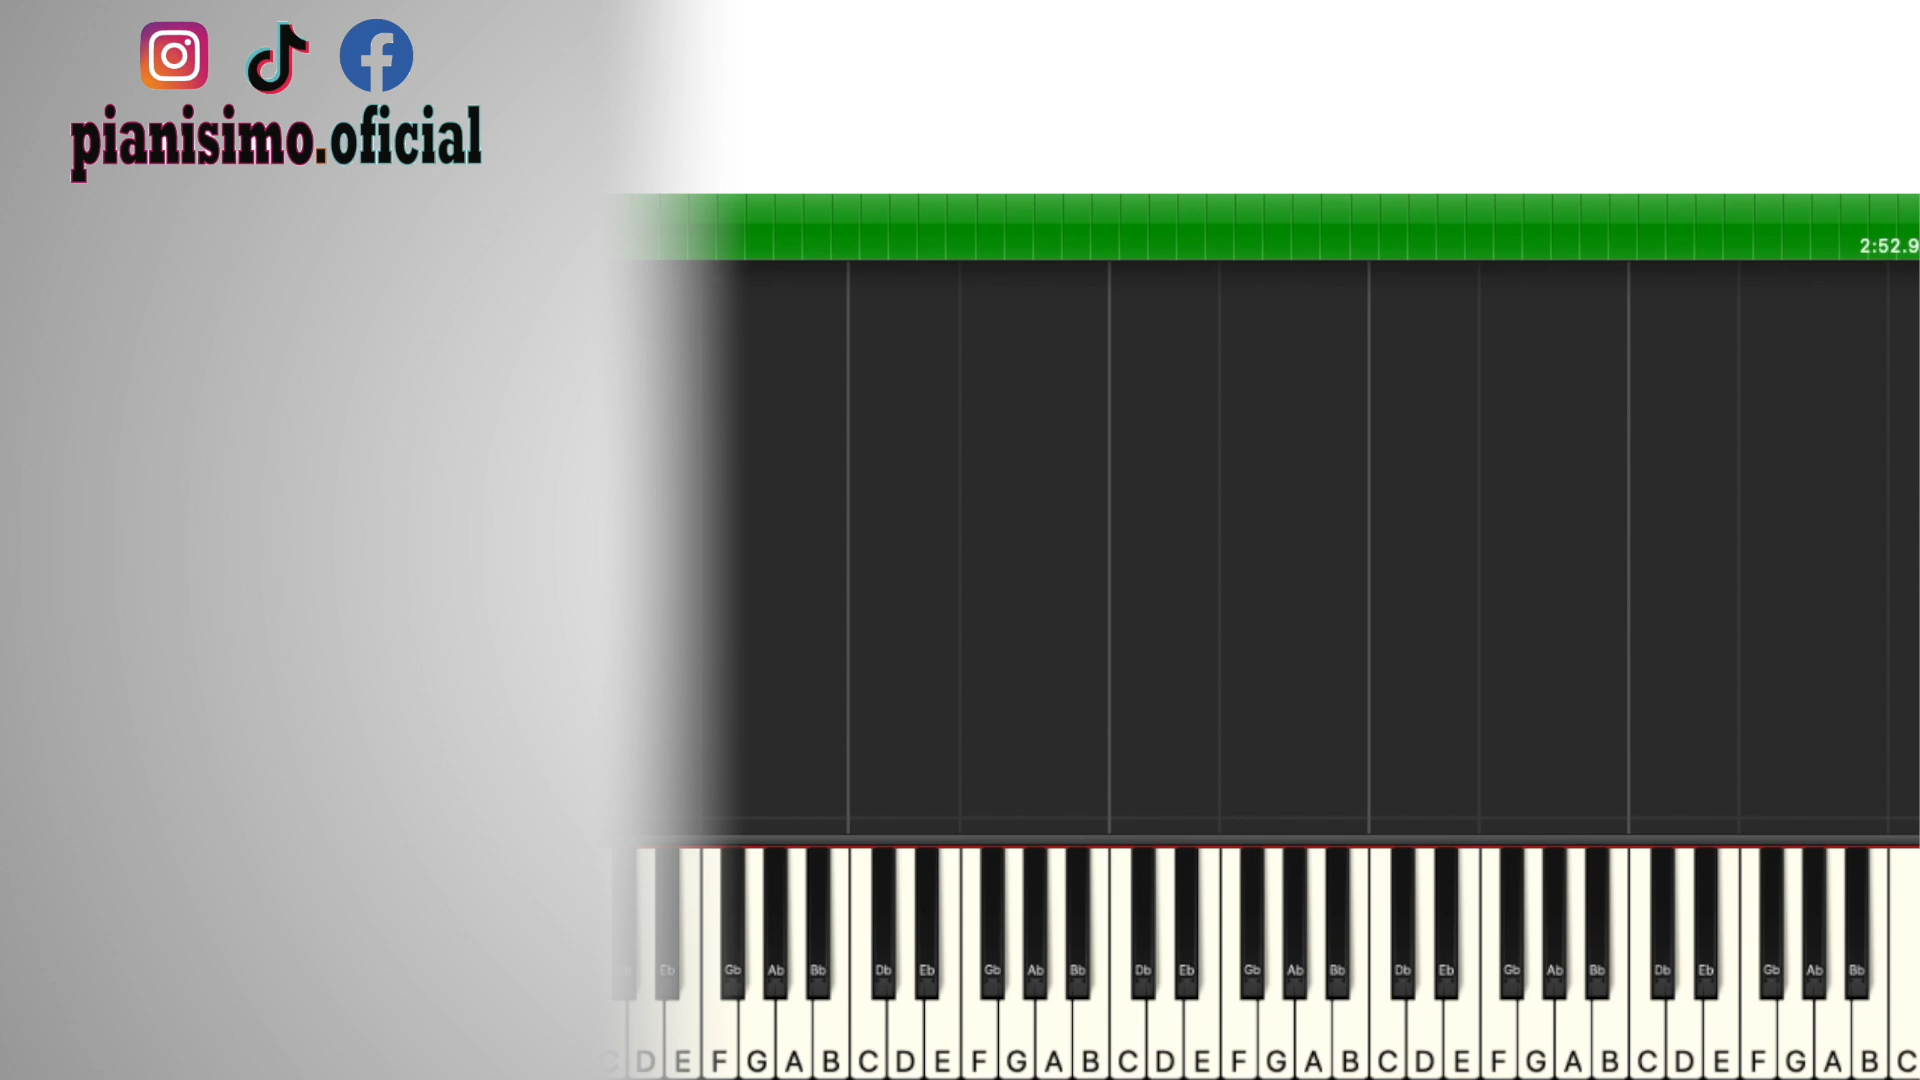 pianisimo.oficial
2:52.9
Eb Gb Ab Bb Db Eb Gb Ab Bb Db Eb Gb Ab Bb Db Eb Gb Ab Bb Db Eb Gb Ab Bb
C D E F G A B C D E F G A B C D E F G A B C D E F G A B C D E F G A B C